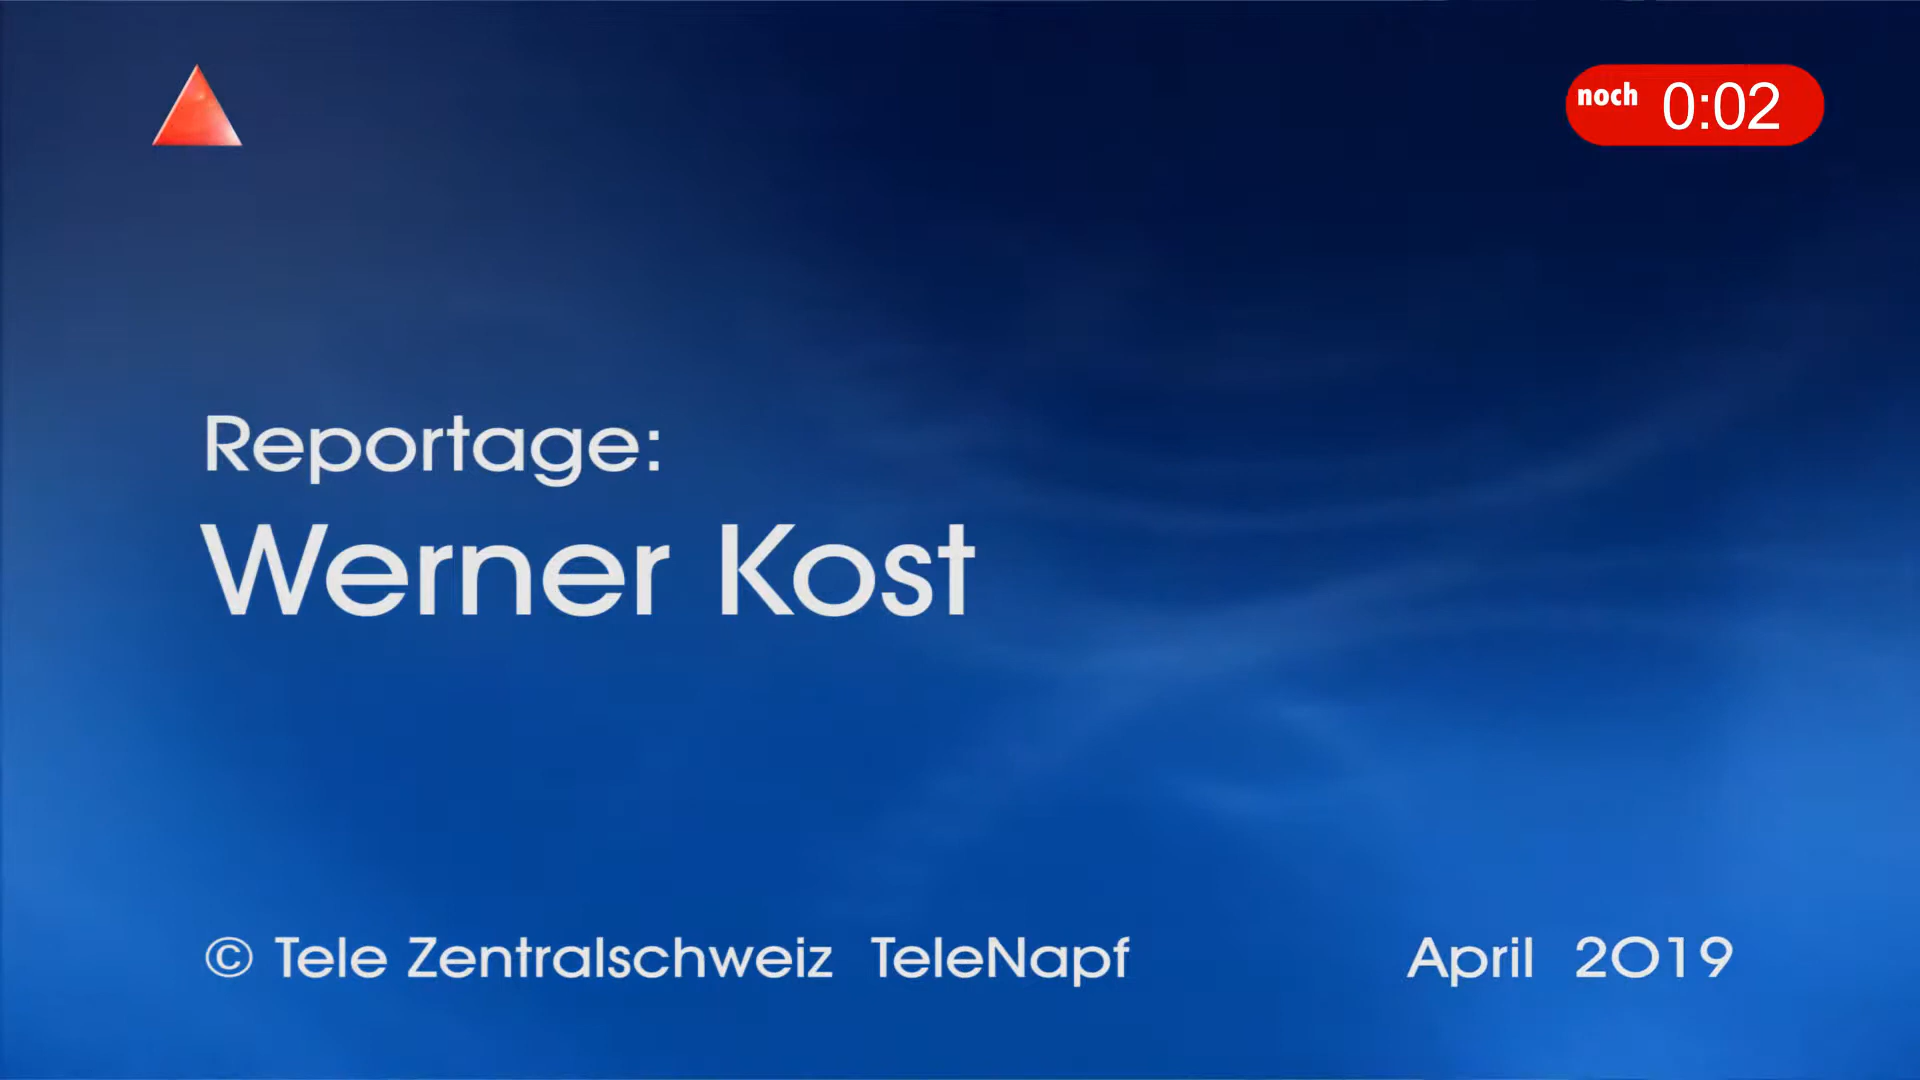 noch 0:02
Reportage:
Werner Kost
© Tele Zentralschweiz TeleNapf April 2019